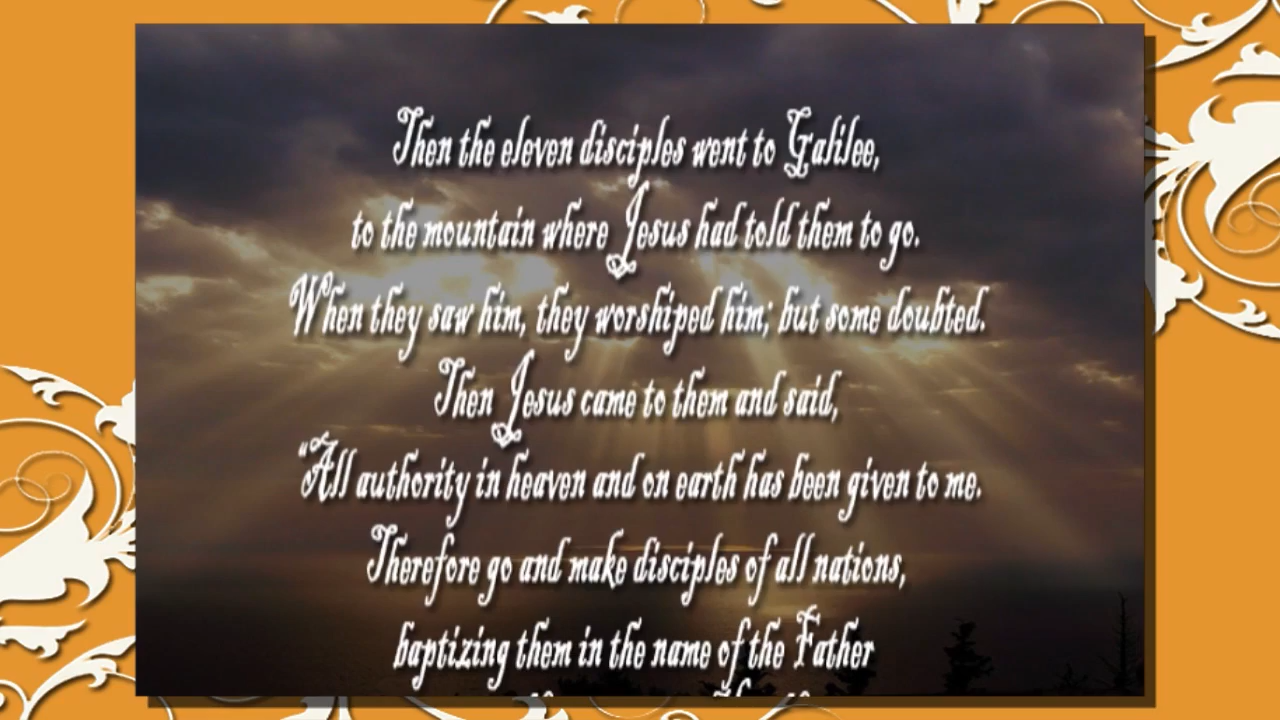 Then the eleven disciples went to Galilee,
to the mountain where Jesus had told them to go.
When they saw him, they worshiped him; but some doubted.
Then Jesus came to them and said,
“All authority in heaven and on earth has been given to me.
Therefore go and make disciples of all nations,
baptizing them in the name of the Father